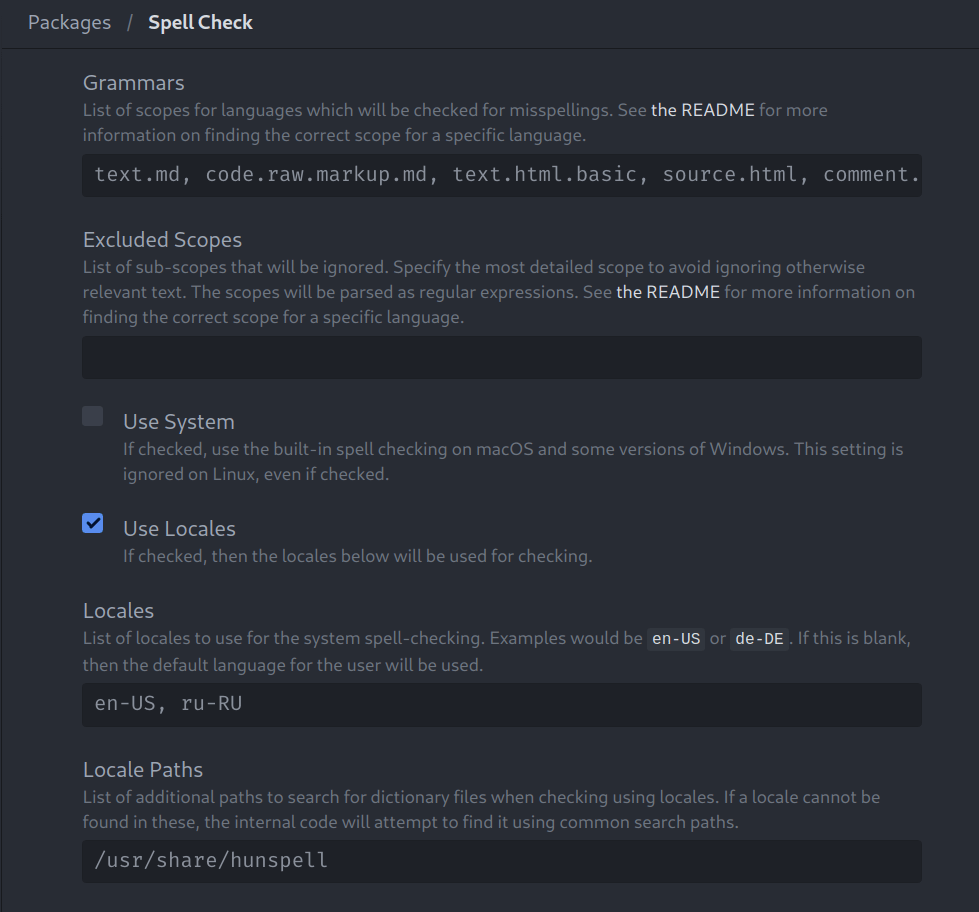 Packages / Spell Check
Grammars
List of scopes for languages which will be checked for misspellings. See the README for more
information on finding the correct scope for a specific language.
text.md, code.raw.markup.md, text.html.basic, source.html, comment.
Excluded Scopes
List of sub-scopes that will be ignored. Specify the most detailed scope to avoid ignoring otherwise
relevant text. The scopes will be parsed as regular expressions. See the README for more information on
finding the correct scope for a specific language.
Use System
If checked, use the built-in spell checking on macOS and some versions of Windows. This setting is
ignored on Linux, even if checked.
Use Locales
If checked, then the locales below will be used for checking.
Locales
List of locales to use for the system spell-checking. Examples would be en-US or de-DE. If this is blank,
then the default language for the user will be used.
en-US, ru-RU
Locale Paths
List of additional paths to search for dictionary files when checking using locales. If a locale cannot be
found in these, the internal code will attempt to find it using common search paths.
/usr/share/hunspell